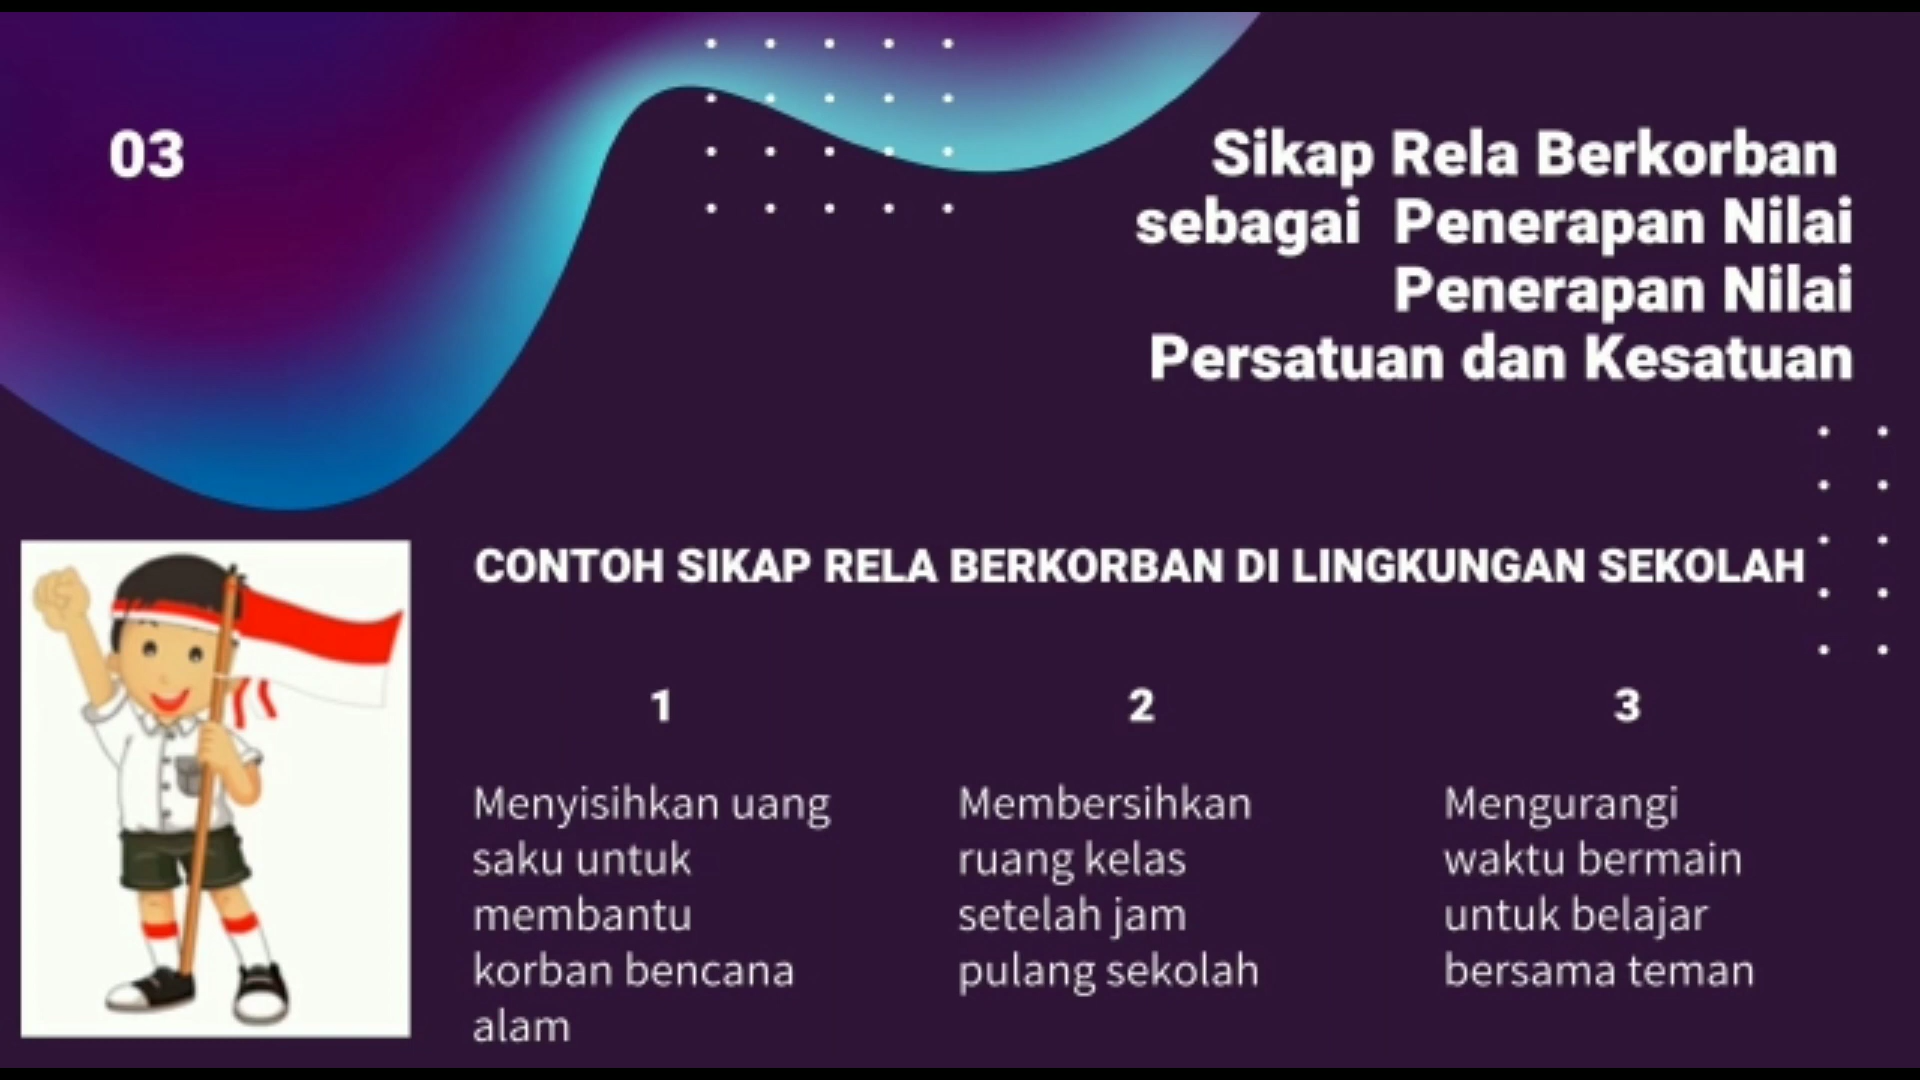 03
Sikap Rela Berkorban
sebagai Penerapan Nilai
Penerapan Nilai
Persatuan dan Kesatuan
CONTOH SIKAP RELA BERKORBAN DI LINGKUNGAN SEKOLAH
1
Menyisihkan uang
saku untuk
membantu
korban bencana
alam
2
Membersihkan
ruang kelas
setelah jam
pulang sekolah
3
Mengurangi
waktu bermain
untuk belajar
bersama teman